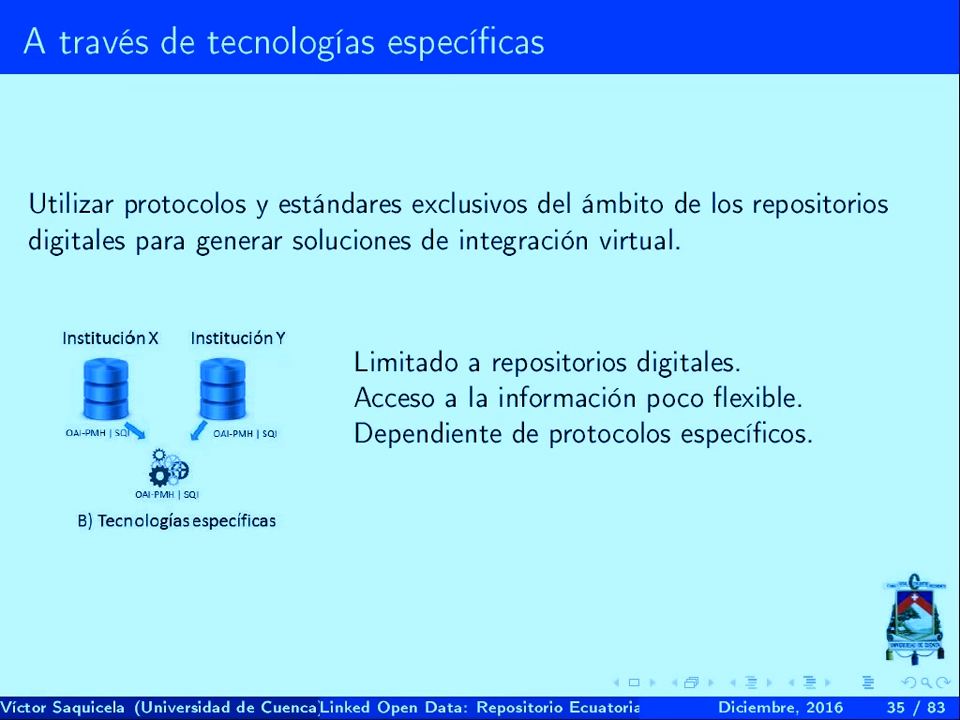 A través de tecnologías específicas
Utilizar protocolos y estándares exclusivos del ámbito de los repositorios
digitales para generar soluciones de integración virtual.
Institución X Institución Y
OAI-PMH | SQI OAI-PMH | SQI
OAI-PMH | SQI
B) Tecnologías específicas
Limitado a repositorios digitales.
Acceso a la información poco flexible.
Dependiente de protocolos específicos.
UNIVERSIDAD DE CUENCA
Víctor Saquicela (Universidad de Cuenca) Linked Open Data: Repositorio Ecuatoria Diciembre, 2016 35 / 83